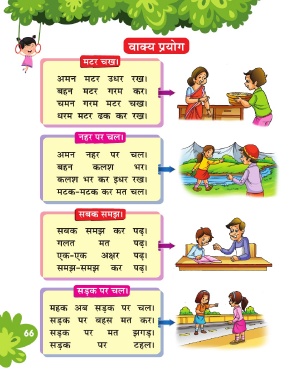 वाक्य प्रयोग
मटर चख।
अमन मटर उधर रख।
बहन मटर गरम कर।
चमन गरम मटर चख।
धरम मटर ढक कर रख।
नहर पर चल।
अमन नहर पर चल।
बहन कलश भर।
कलश भर कर इधर रख।
मटक-मटक कर मत चल।
सबक समझ।
सबक समझ कर पढ़।
गलत मत पढ़।
एक-एक अक्षर पढ़।
समझ-समझ कर पढ़।
सड़क पर चल।
महक अब सड़क पर चल।
सड़क पर बहस मत कर।
सड़क पर मत झगड़।
सड़क पर टहल।
66